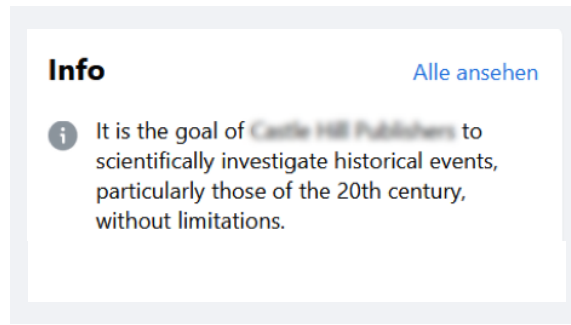 Info
Alle ansehen
It is the goal of to
scientifically investigate historical events,
particularly those of the 20th century,
without limitations.